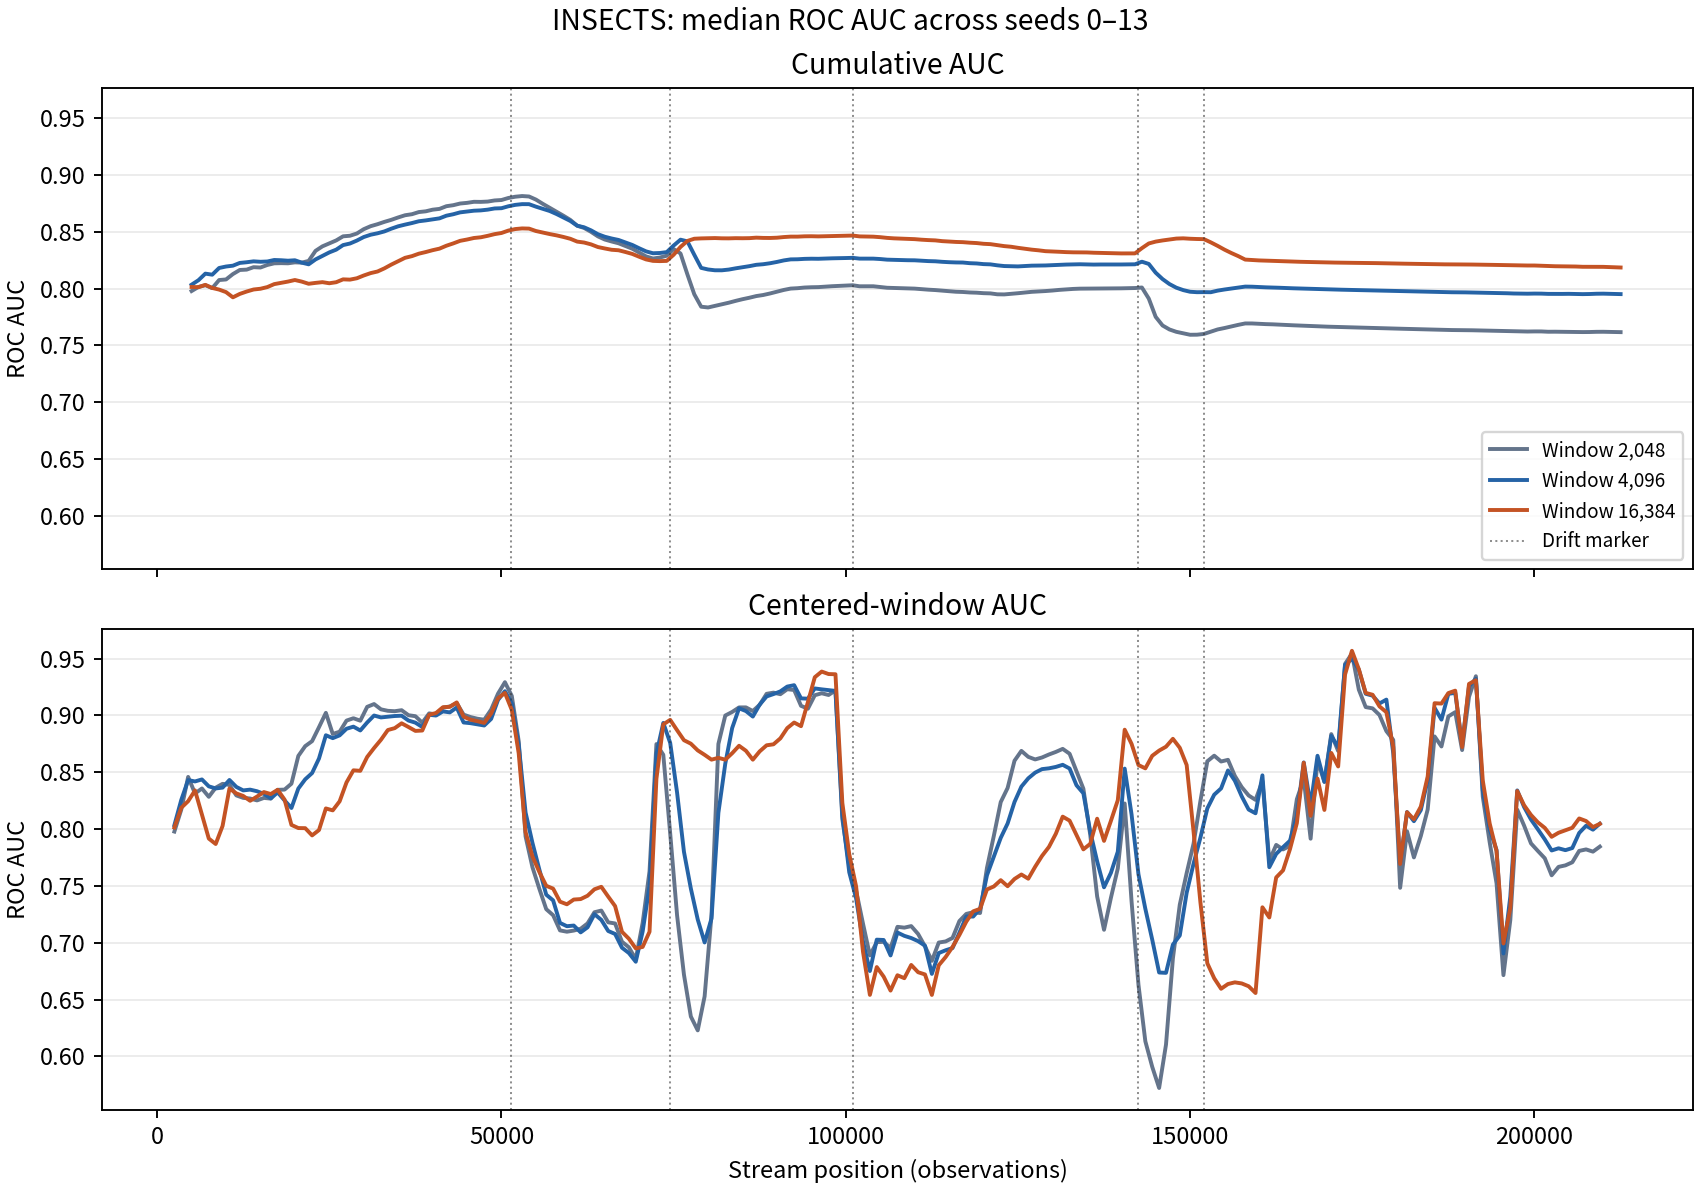 INSECTS: median ROC AUC across seeds 0–13
Cumulative AUC
ROC AUC
0.95
0.90
0.85
0.80
0.75
0.70
0.65
0.60
Window 2,048
Window 4,096
Window 16,384
Drift marker
Centered-window AUC
ROC AUC
0.95
0.90
0.85
0.80
0.75
0.70
0.65
0.60
0 50000 100000 150000 200000
Stream position (observations)